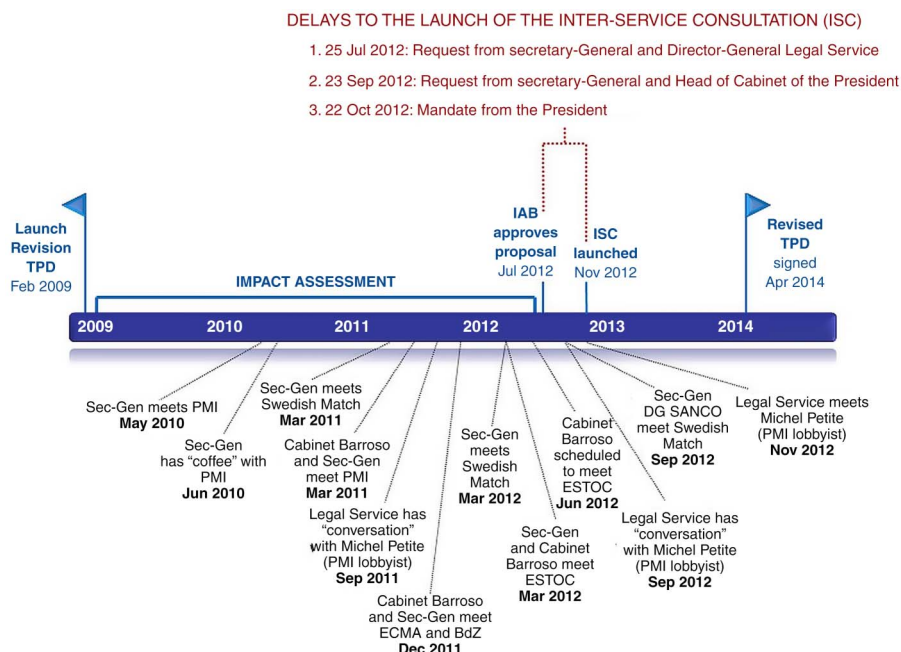 DELAYS TO THE LAUNCH OF THE INTER-SERVICE CONSULTATION (ISC)
1. 25 Jul 2012: Request from secretary-General and Director-General Legal Service
2. 23 Sep 2012: Request from secretary-General and Head of Cabinet of the President
3. 22 Oct 2012: Mandate from the President
Launch
Revision
TPD
Feb 2009
IMPACT ASSESSMENT
IAB
approves
proposal
Jul 2012
ISC
launched
Nov 2012
Revised
TPD
signed
Apr 2014
2009 2010 2011 2012 2013 2014
Sec-Gen meets PMI
May 2010
Sec-Gen
has “coffee” with
PMI
Jun 2010
Sec-Gen meets
Swedish Match
Mar 2011
Cabinet Barroso
and Sec-Gen
meet PMI
Mar 2011
Legal Service has
“conversation”
with Michel Petite
(PMI lobbyist)
Sep 2011
Cabinet Barroso
and Sec-Gen meet
ECMA and BdZ
Dec 2011
Sec-Gen
meets
Swedish
Match
Mar 2012
Sec-Gen
and Cabinet
Barroso meet
ESTOC
Mar 2012
Cabinet
Barroso
scheduled
to meet
ESTOC
Jun 2012
Legal Service has
“conversation”
with Michel Petite
(PMI lobbyist)
Sep 2012
Sec-Gen
DG SANCO
meet Swedish
Match
Sep 2012
Legal Service meets
Michel Petite
(PMI lobbyist)
Nov 2012